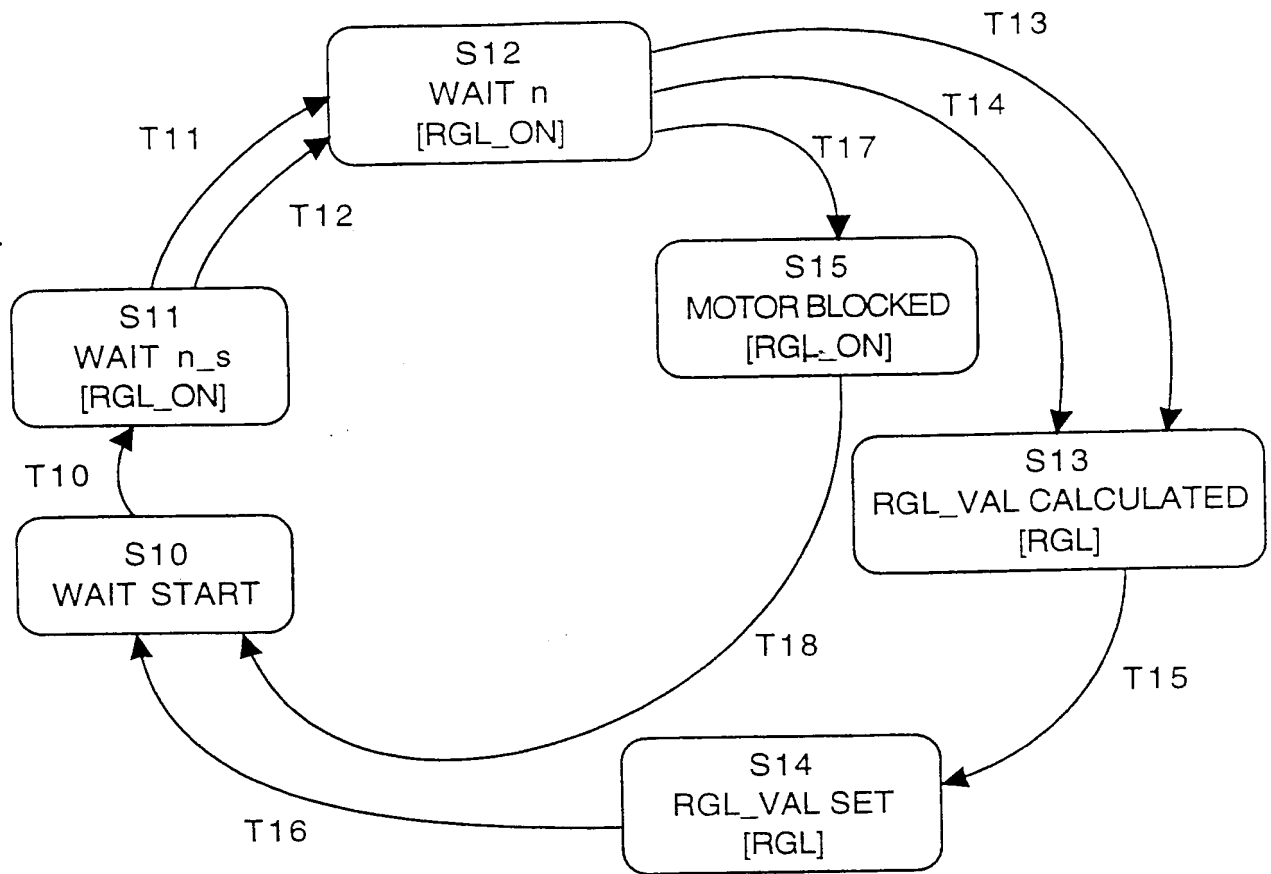 T13
S12
WAIT n
[RGL_ON]
T14
T11
T17
T12
S15
MOTOR BLOCKED
[RGL_ON]
S11
WAIT n_s
[RGL_ON]
S13
RGL_VAL CALCULATED
[RGL]
T10
S10
WAIT START
T18
T15
S14
RGL_VAL SET
[RGL]
T16